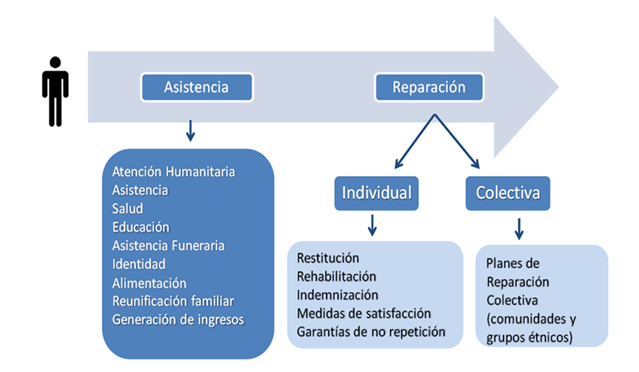 Asistencia
Reparación
Atención Humanitaria
Asistencia
Salud
Educación
Asistencia Funeraria
Identidad
Alimentación
Reunificación familiar
Generación de ingresos
Individual
Colectiva
Restitución
Rehabilitación
Indemnización
Medidas de satisfacción
Garantías de no repetición
Planes de
Reparación
Colectiva
(comunidades y
grupos étnicos)